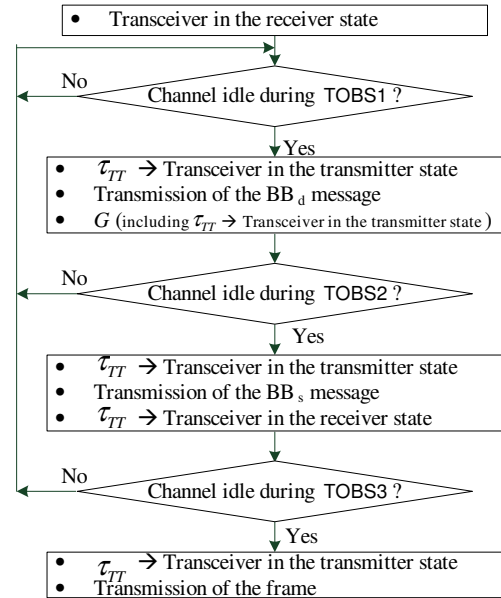 • Transceiver in the receiver state
No
Channel idle during TOBS1 ?
Yes
• τTT → Transceiver in the transmitter state
• Transmission of the BBd message
• G (including τTT → Transceiver in the transmitter state )
No
Channel idle during TOBS2 ?
Yes
• τTT → Transceiver in the transmitter state
• Transmission of the BBs message
• τTT → Transceiver in the receiver state
No
Channel idle during TOBS3 ?
Yes
• τTT → Transceiver in the transmitter state
• Transmission of the frame